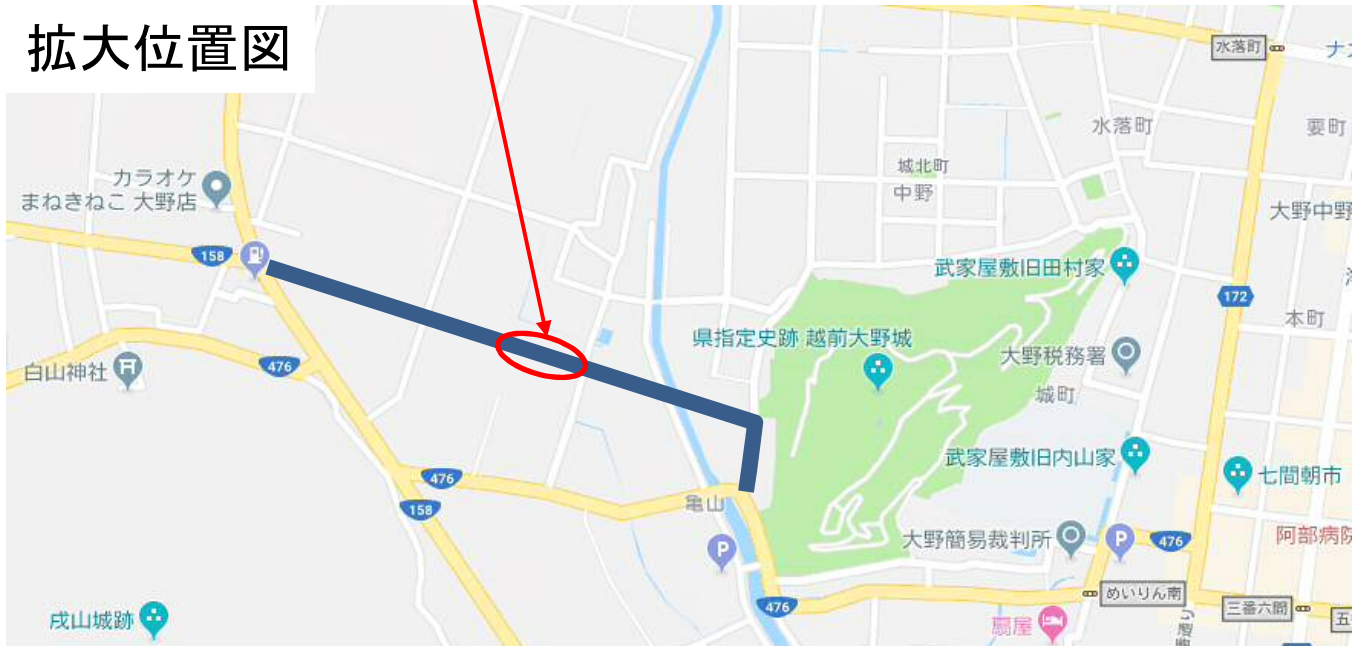 拡大位置図
水落町
水落町
要町
城北町
中野
カラオケ
まねきねこ 大野店
大野中野
158
武家屋敷旧田村家
172
本町
県指定史跡 越前大野城
大野税務署
白山神社
476
城町
武家屋敷旧内山家
七間朝市
476
亀山
158
大野簡易裁判所
P
476
阿部病院
P
めいりん南
476
三番六間
戌山城跡
扇屋